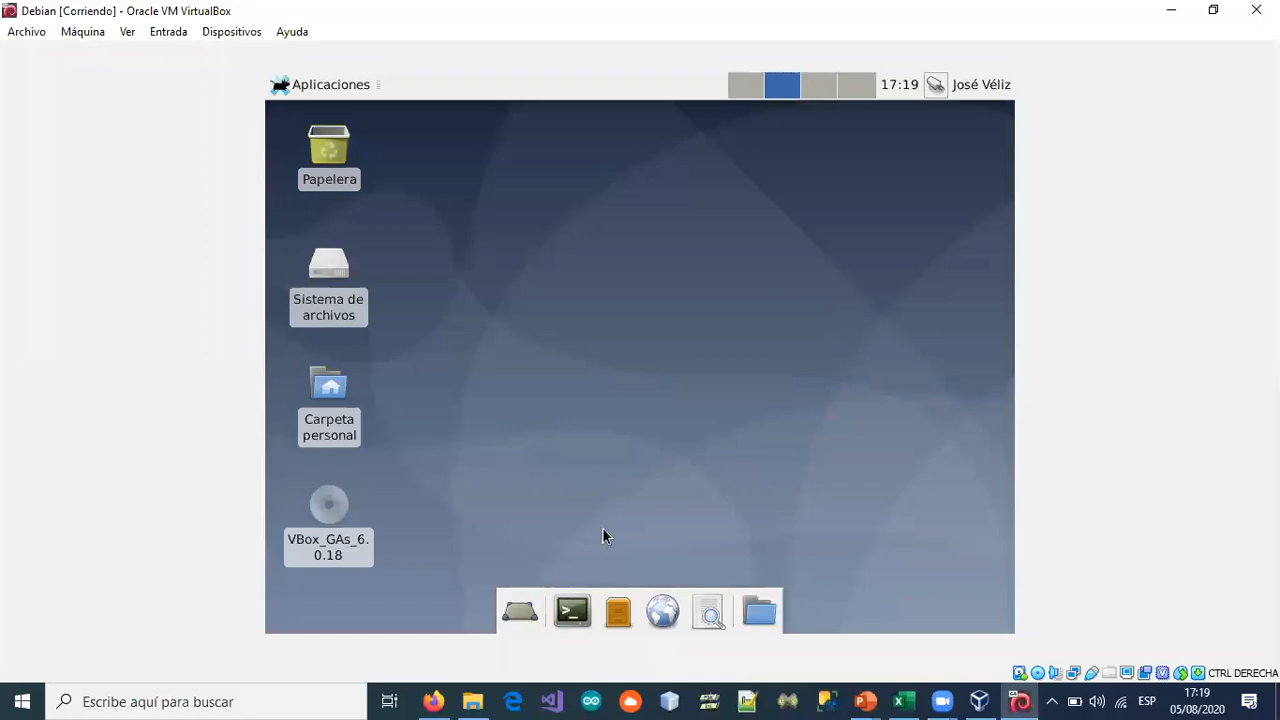 Debian [Corriendo] - Oracle VM VirtualBox
Archivo Máquina Ver Entrada Dispositivos Ayuda
Aplicaciones 17:19 José Véliz
Papelera
Sistema de
archivos
Carpeta
personal
VBox_GAs_6.
0.18
CTRL DERECHA
Escribe aquí para buscar
ESP
17:19
05/08/2020